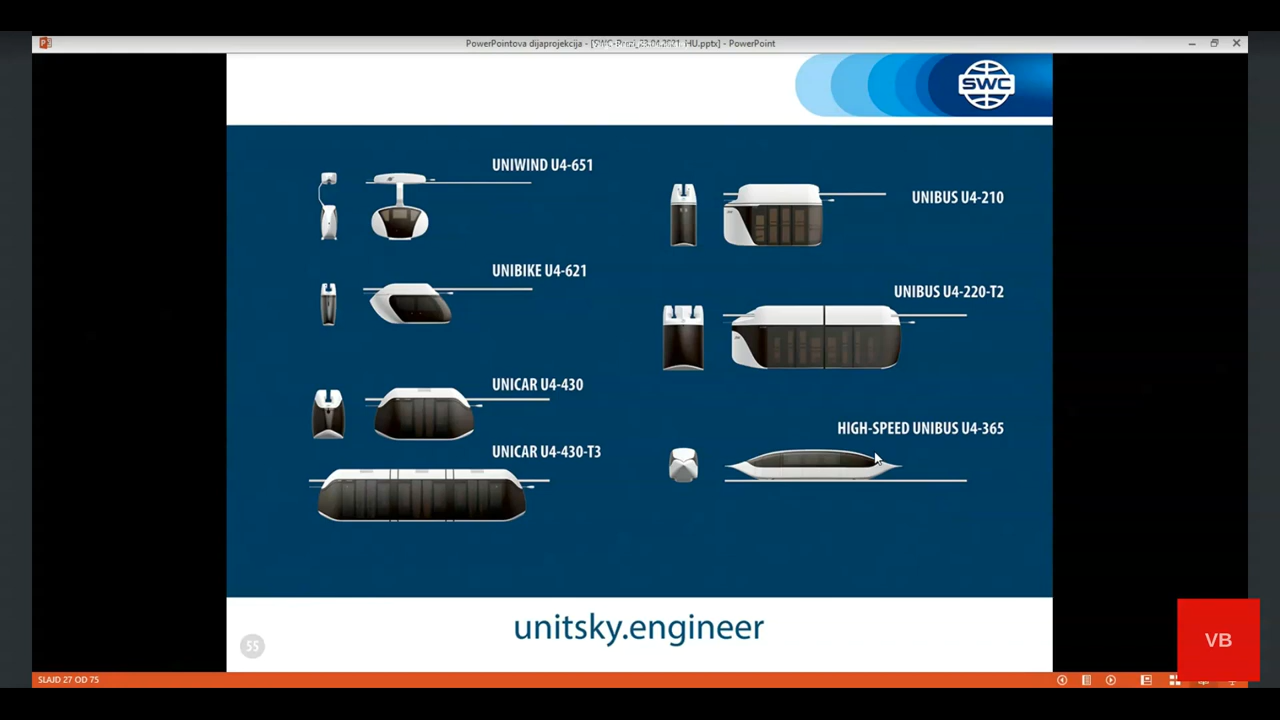 PowerPointova dijaprojekcija - [SWC-Prezi_23.04.2021_HU.pptx] - PowerPoint
SWC
UNIWIND U4-651
UNIBUS U4-210
UNIBIKE U4-621
UNIBUS U4-220-T2
UNICAR U4-430
HIGH-SPEED UNIBUS U4-365
UNICAR U4-430-T3
unitsky.engineer
55
VB
SLAJD 27 OD 75